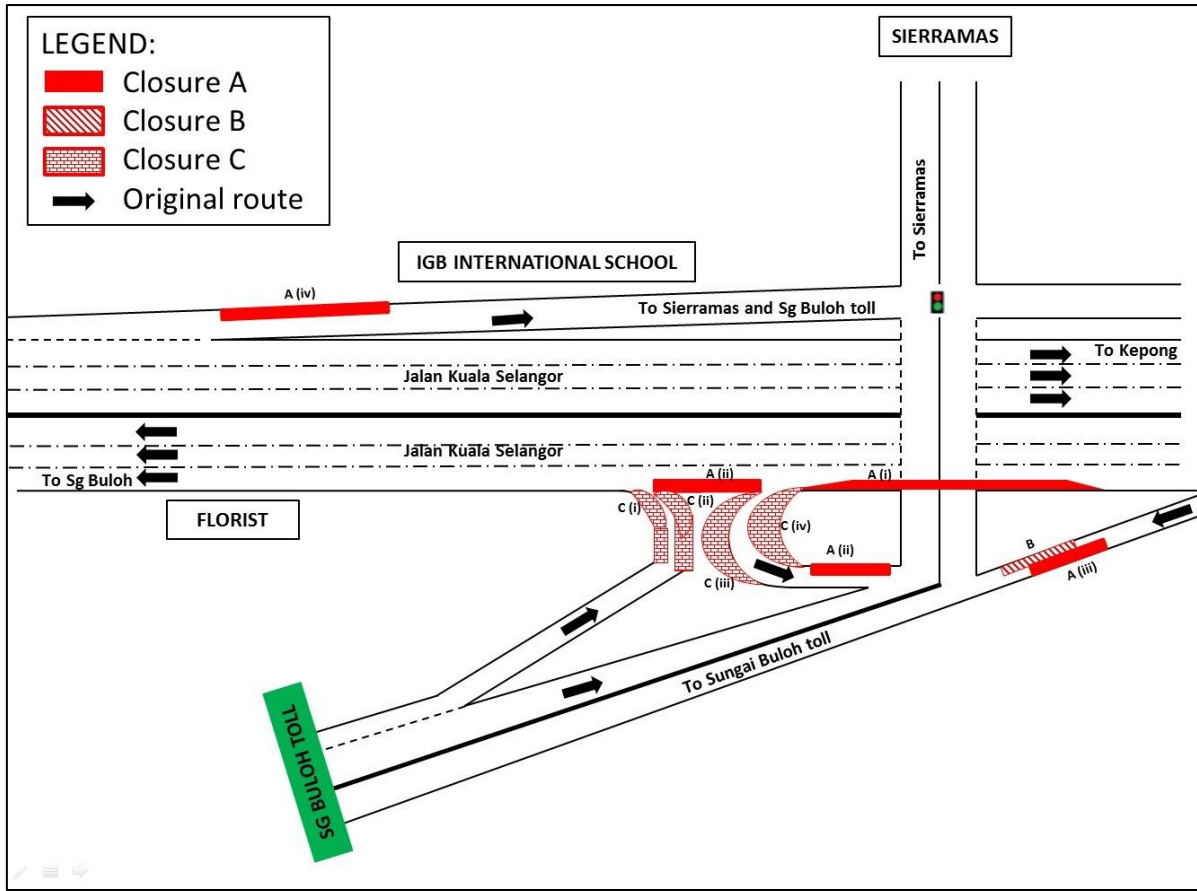 LEGEND:
Closure A
Closure B
Closure C
Original route
SIERRAMAS
To Sierramas
IGB INTERNATIONAL SCHOOL
A (iv)
To Sierramas and Sg Buloh toll
To Kepong
Jalan Kuala Selangor
Jalan Kuala Selangor
To Sg Buloh
A (ii)
A (i)
FLORIST
C (i)
C (ii)
C (iv)
B
A (ii)
A (iii)
C (iii)
To Sungai Buloh toll
SG BULOH TOLL